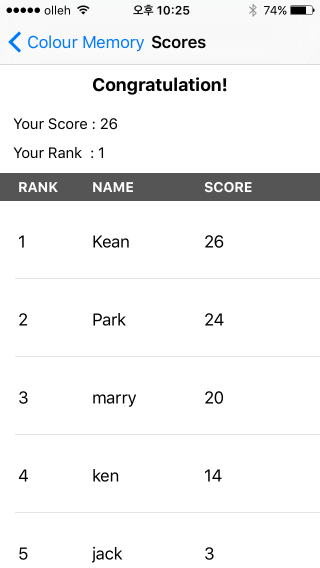 olleh 오후 10:25 74%
Colour Memory Scores
Congratulation!
Your Score : 26
Your Rank : 1
RANK NAME SCORE
1 Kean 26
2 Park 24
3 marry 20
4 ken 14
5 jack 3